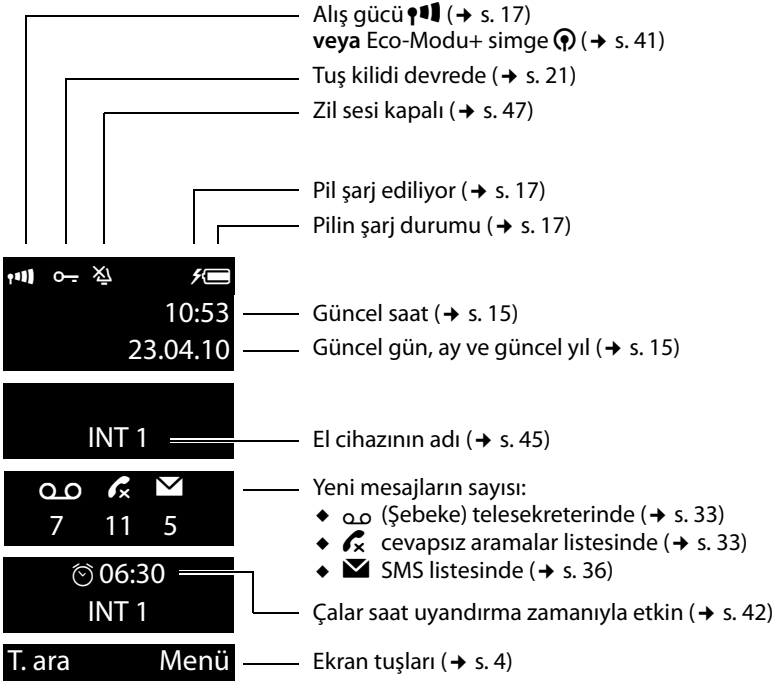 Alış gücü (➜ s. 17)
veya Eco-Modu+ simge (➜ s. 41)
Tuş kilidi devrede (➜ s. 21)
Zil sesi kapalı (➜ s. 47)
Pil şarj ediliyor (➜ s. 17)
Pilin şarj durumu (➜ s. 17)
10:53
Güncel saat (➜ s. 15)
23.04.10
Güncel gün, ay ve güncel yıl (➜ s. 15)
INT 1
El cihazının adı (➜ s. 45)
7 11 5
Yeni mesajların sayısı:
◆ (Şebeke) telesekreterinde (➜ s. 33)
◆ cevapsız aramalar listesinde (➜ s. 33)
◆ SMS listesinde (➜ s. 36)
06:30
INT 1
Çalar saat uyandırma zamanıyla etkin (➜ s. 42)
T. ara Menü
Ekran tuşları (➜ s. 4)